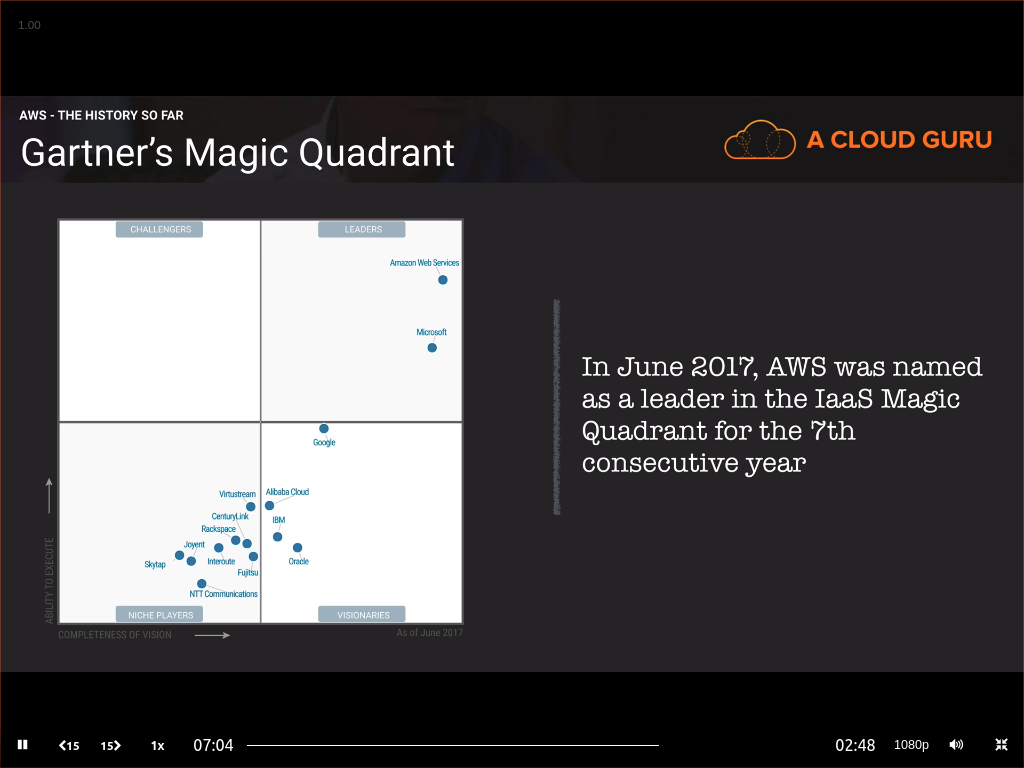 1.00
AWS - THE HISTORY SO FAR
Gartner's Magic Quadrant
A CLOUD GURU
CHALLENGERS
LEADERS
Amazon Web Services
Microsoft
Google
Virtustream
Alibaba Cloud
CenturyLink
IBM
Rackspace
Joyent
Skytap
Interoute
Oracle
Fujitsu
NTT Communications
NICHE PLAYERS
VISIONARIES
ABILITY TO EXECUTE
COMPLETENESS OF VISION
As of June 2017
In June 2017, AWS was named
as a leader in the IaaS Magic
Quadrant for the 7th
consecutive year
15
15
1x
07:04
02:48
1080p